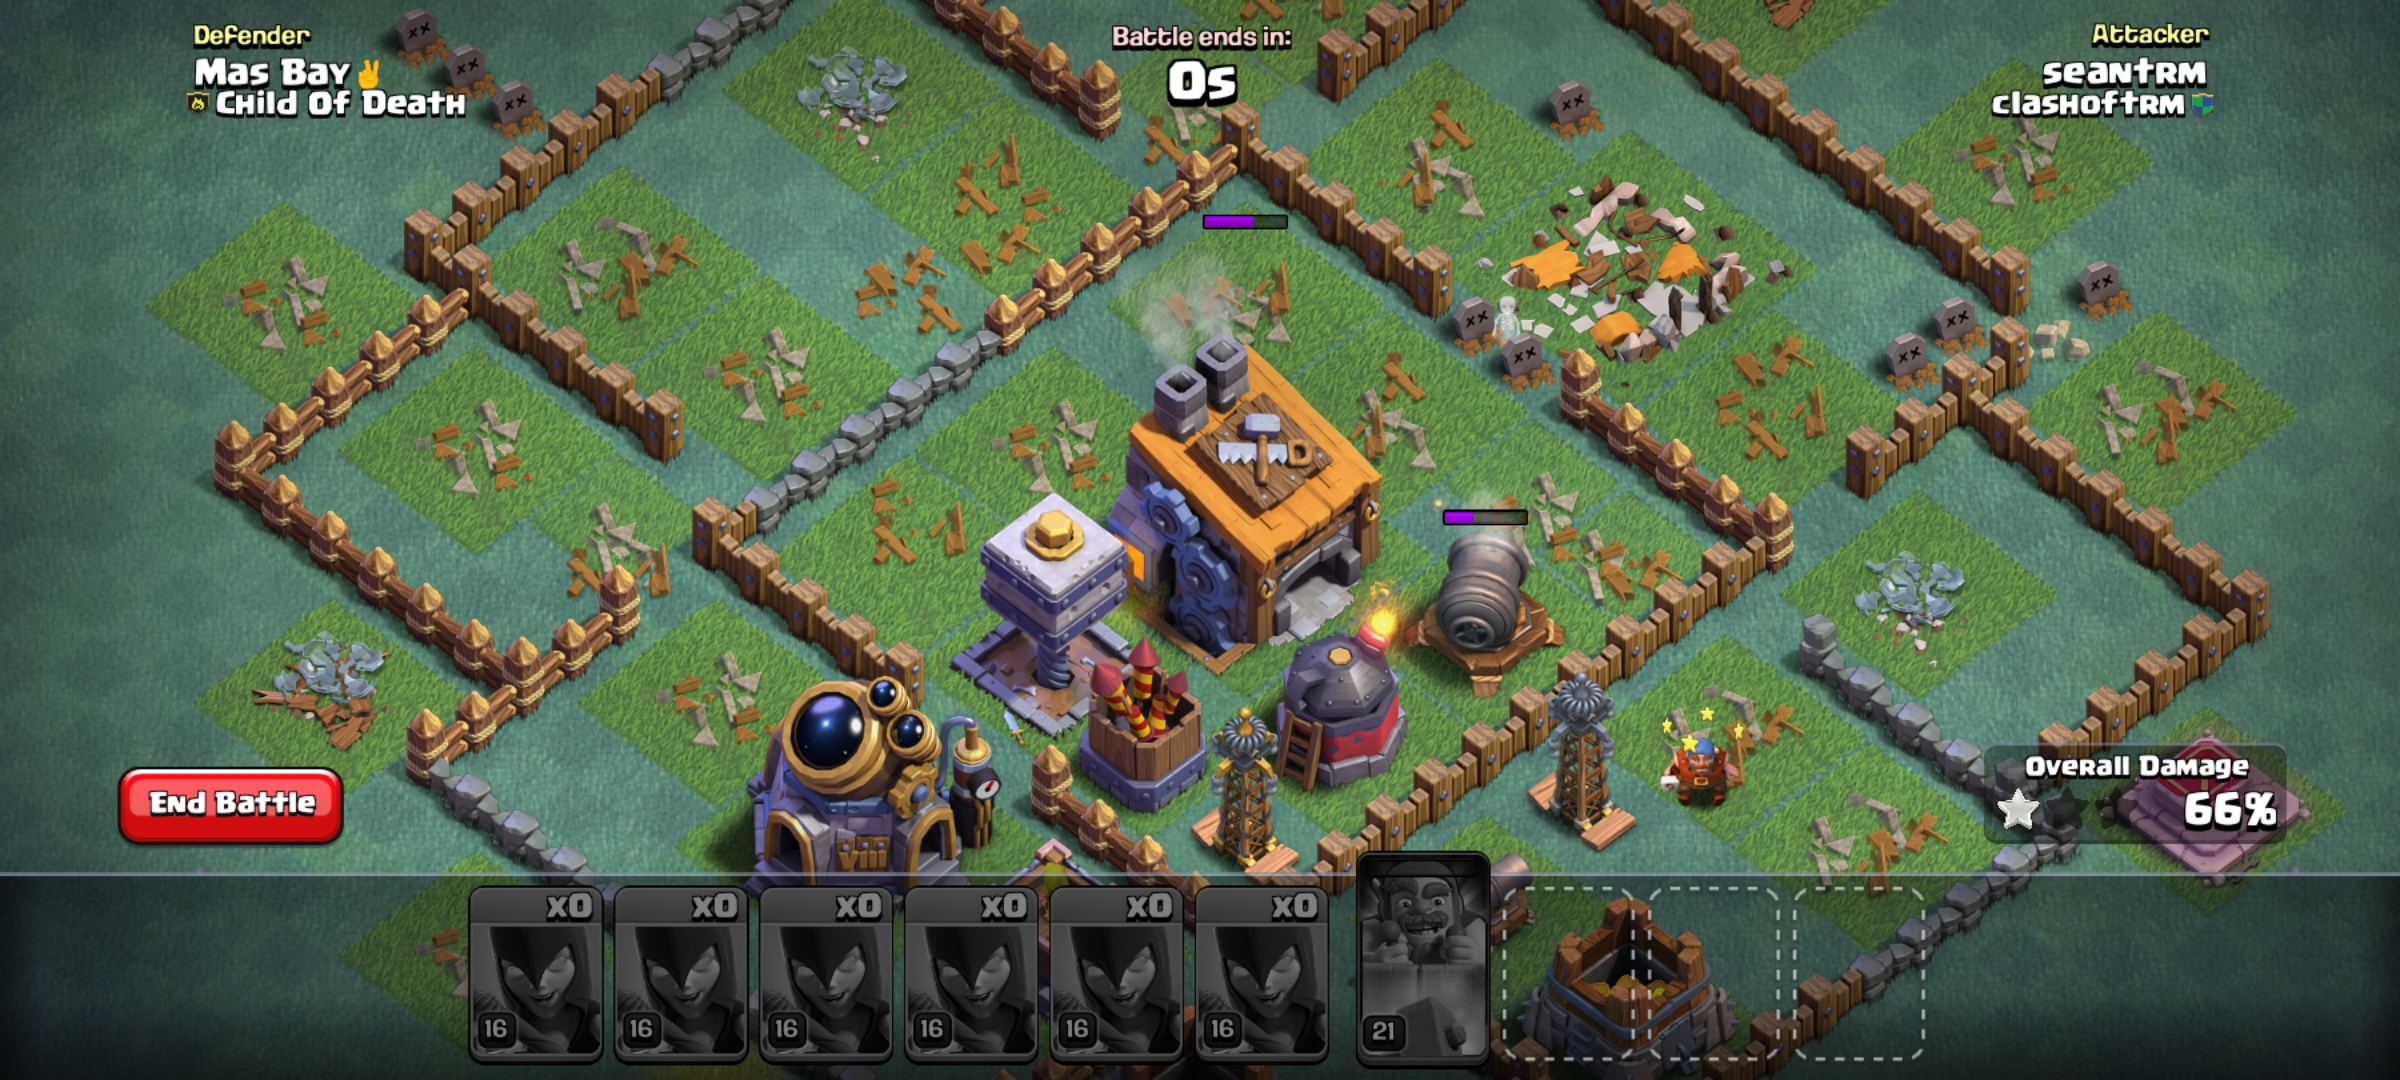 Defender
Mas Bay✌
Child Of Death
Battle ends in:
0s
Attacker
seantRM
clashoftRM
End Battle
Overall Damage
66%
VIII
x0 x0 x0 x0 x0 x0
16 16 16 16 16 16 21